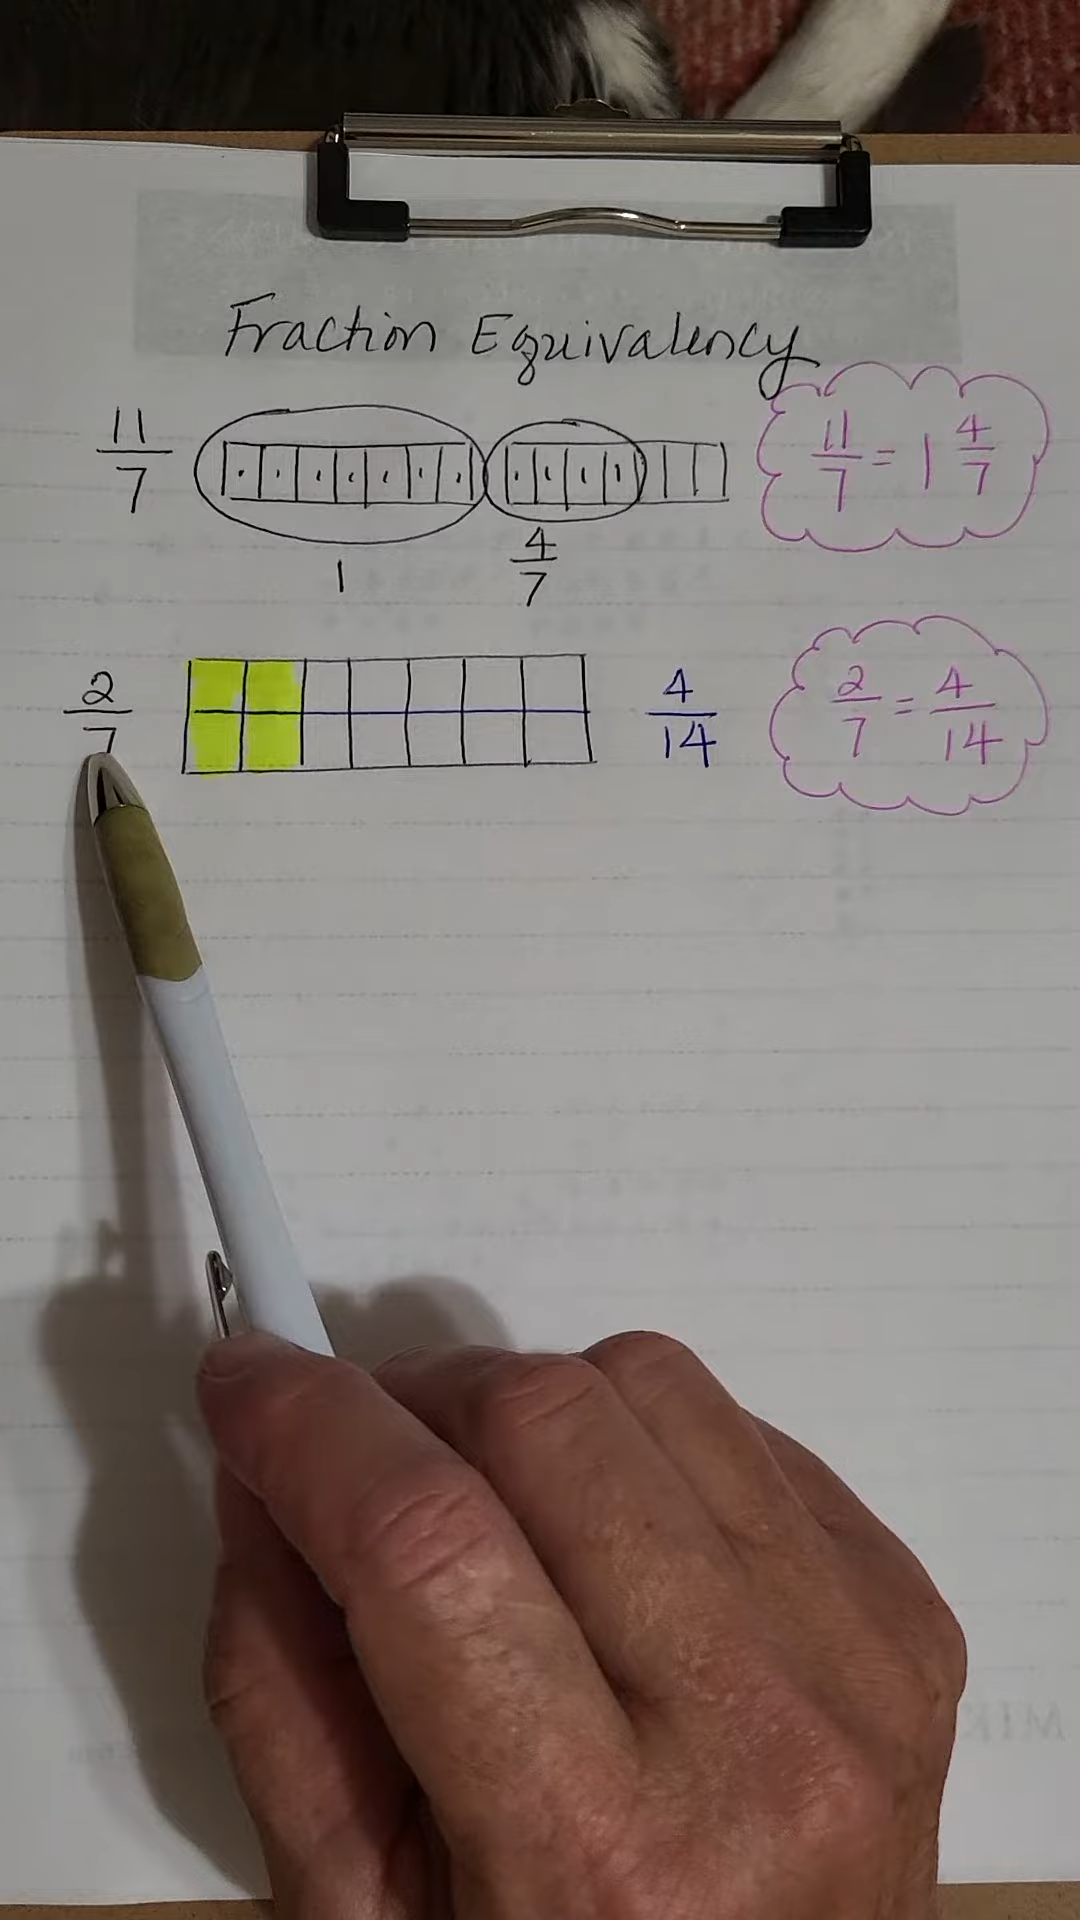 Fraction Equivalency
11/7 11/7 = 1 4/7
1 4/7
2/7 4/14 2/7 = 4/14